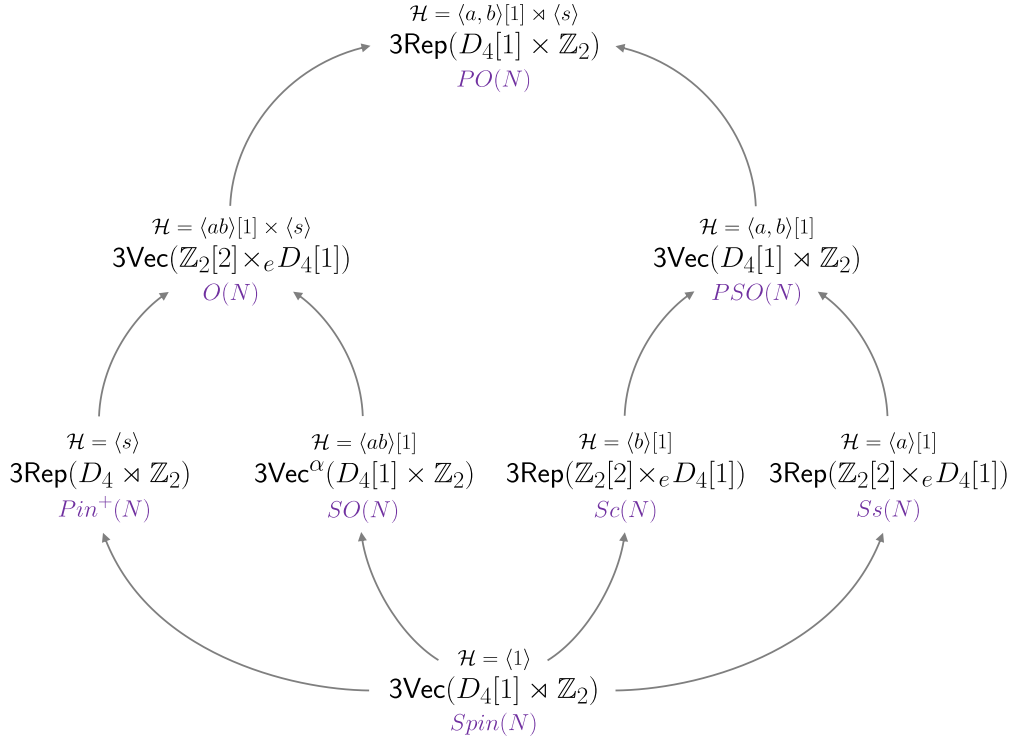 ℋ = ⟨a, b⟩[1] ⋊ ⟨s⟩
3Rep(D₄[1] × ℤ₂)
PO(N)
ℋ = ⟨ab⟩[1] × ⟨s⟩
3Vec(ℤ₂[2] ×ₑ D₄[1])
O(N)
ℋ = ⟨a, b⟩[1]
3Vec(D₄[1] ⋊ ℤ₂)
PSO(N)
ℋ = ⟨s⟩
3Rep(D₄ ⋊ ℤ₂)
Pin⁺(N)
ℋ = ⟨ab⟩[1]
3Vec^α(D₄[1] × ℤ₂)
SO(N)
ℋ = ⟨b⟩[1]
3Rep(ℤ₂[2] ×ₑ D₄[1])
Sc(N)
ℋ = ⟨a⟩[1]
3Rep(ℤ₂[2] ×ₑ D₄[1])
Ss(N)
ℋ = ⟨1⟩
3Vec(D₄[1] ⋊ ℤ₂)
Spin(N)